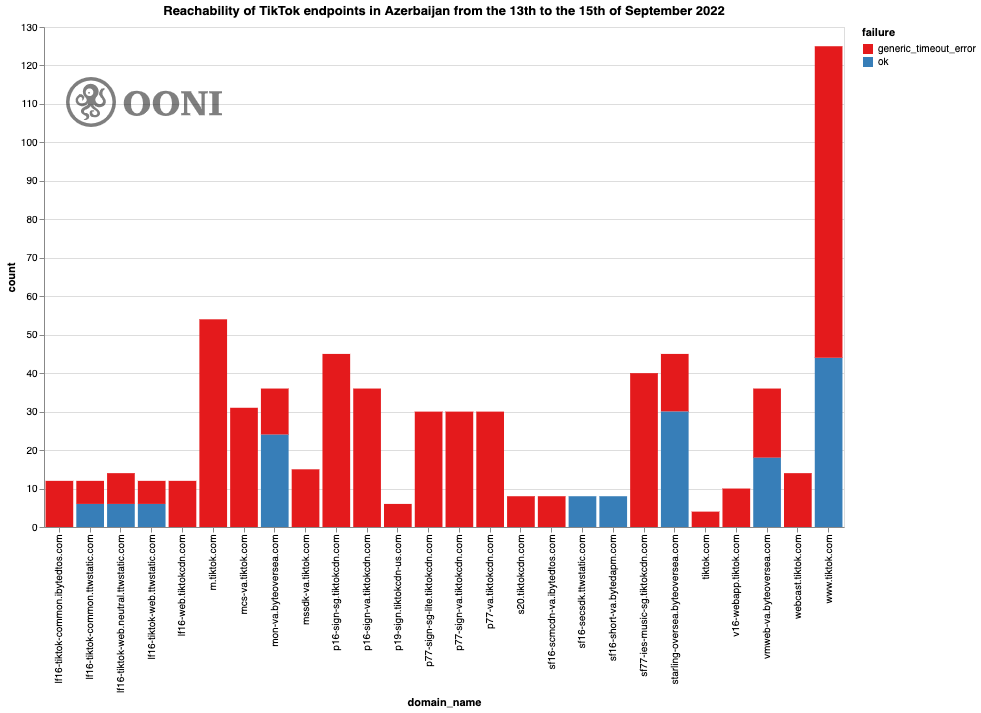 Reachability of TikTok endpoints in Azerbaijan from the 13th to the 15th of September 2022
failure
generic_timeout_error
ok
OONI
count
130
120
110
100
90
80
70
60
50
40
30
20
10
0
lf16-tiktok-common.ibytedtos.com
lf16-tiktok-common.ttwstatic.com
lf16-tiktok-web.neutral.ttwstatic.com
lf16-tiktok-web.ttwstatic.com
lf16-web.tiktokcdn.com
m.tiktok.com
mcs-va.tiktok.com
mon-va.byteoversea.com
mssdk-va.tiktok.com
p16-sign-sg.tiktokcdn.com
p16-sign-va.tiktokcdn.com
p19-sign.tiktokcdn-us.com
p77-sign-sg-lite.tiktokcdn.com
p77-sign-va.tiktokcdn.com
p77-va.tiktokcdn.com
s20.tiktokcdn.com
sf16-scmcdn-va.ibytedtos.com
sf16-secsdk.ttwstatic.com
sf16-short-va.bytedapm.com
sf77-ies-music-sg.tiktokcdn.com
starling-oversea.byteoversea.com
tiktok.com
v16-webapp.tiktok.com
vmweb-va.byteoversea.com
webcast.tiktok.com
www.tiktok.com
domain_name